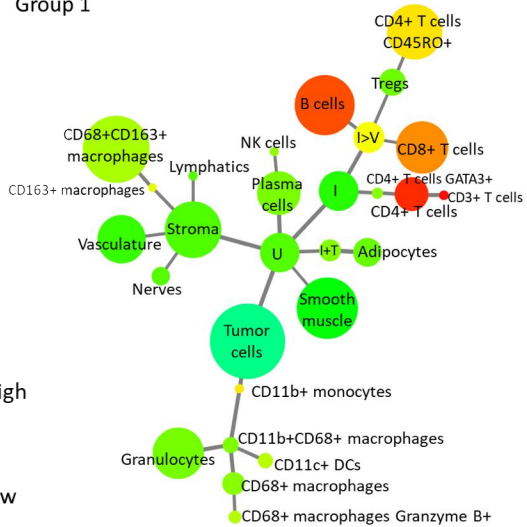 Group 1
CD4+ T cells
CD45RO+
Tregs
B cells
I>V
CD8+ T cells
CD68+CD163+
macrophages
NK cells
Lymphatics
CD163+ macrophages
Plasma
cells
I
CD4+ T cells GATA3+
CD3+ T cells
CD4+ T cells
Stroma
Vasculature
U
I+T
Adipocytes
Nerves
Smooth
muscle
Tumor
cells
igh
CD11b+ monocytes
CD11b+CD68+ macrophages
Granulocytes
CD11c+ DCs
CD68+ macrophages
w
CD68+ macrophages Granzyme B+